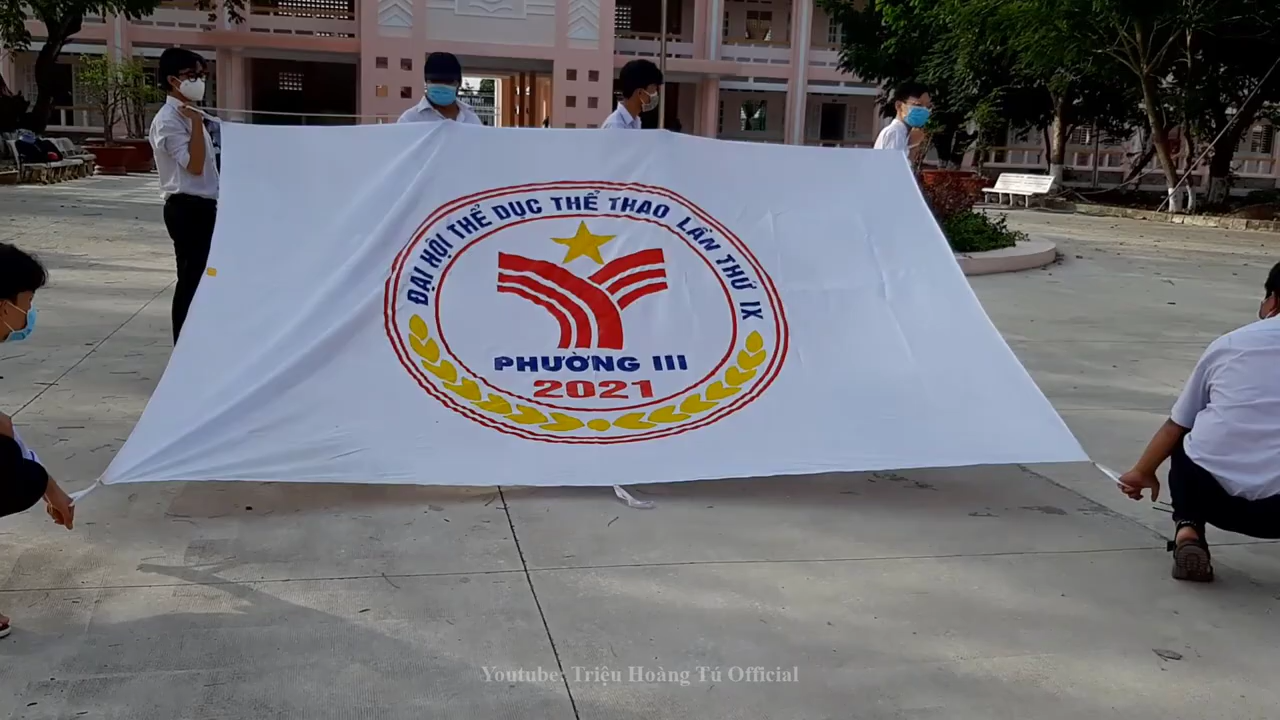 ĐẠI HỘI THỂ DỤC THỂ THAO LẦN THỨ IX
PHƯỜNG III
2021
Youtube: Triệu Hoàng Tú Official